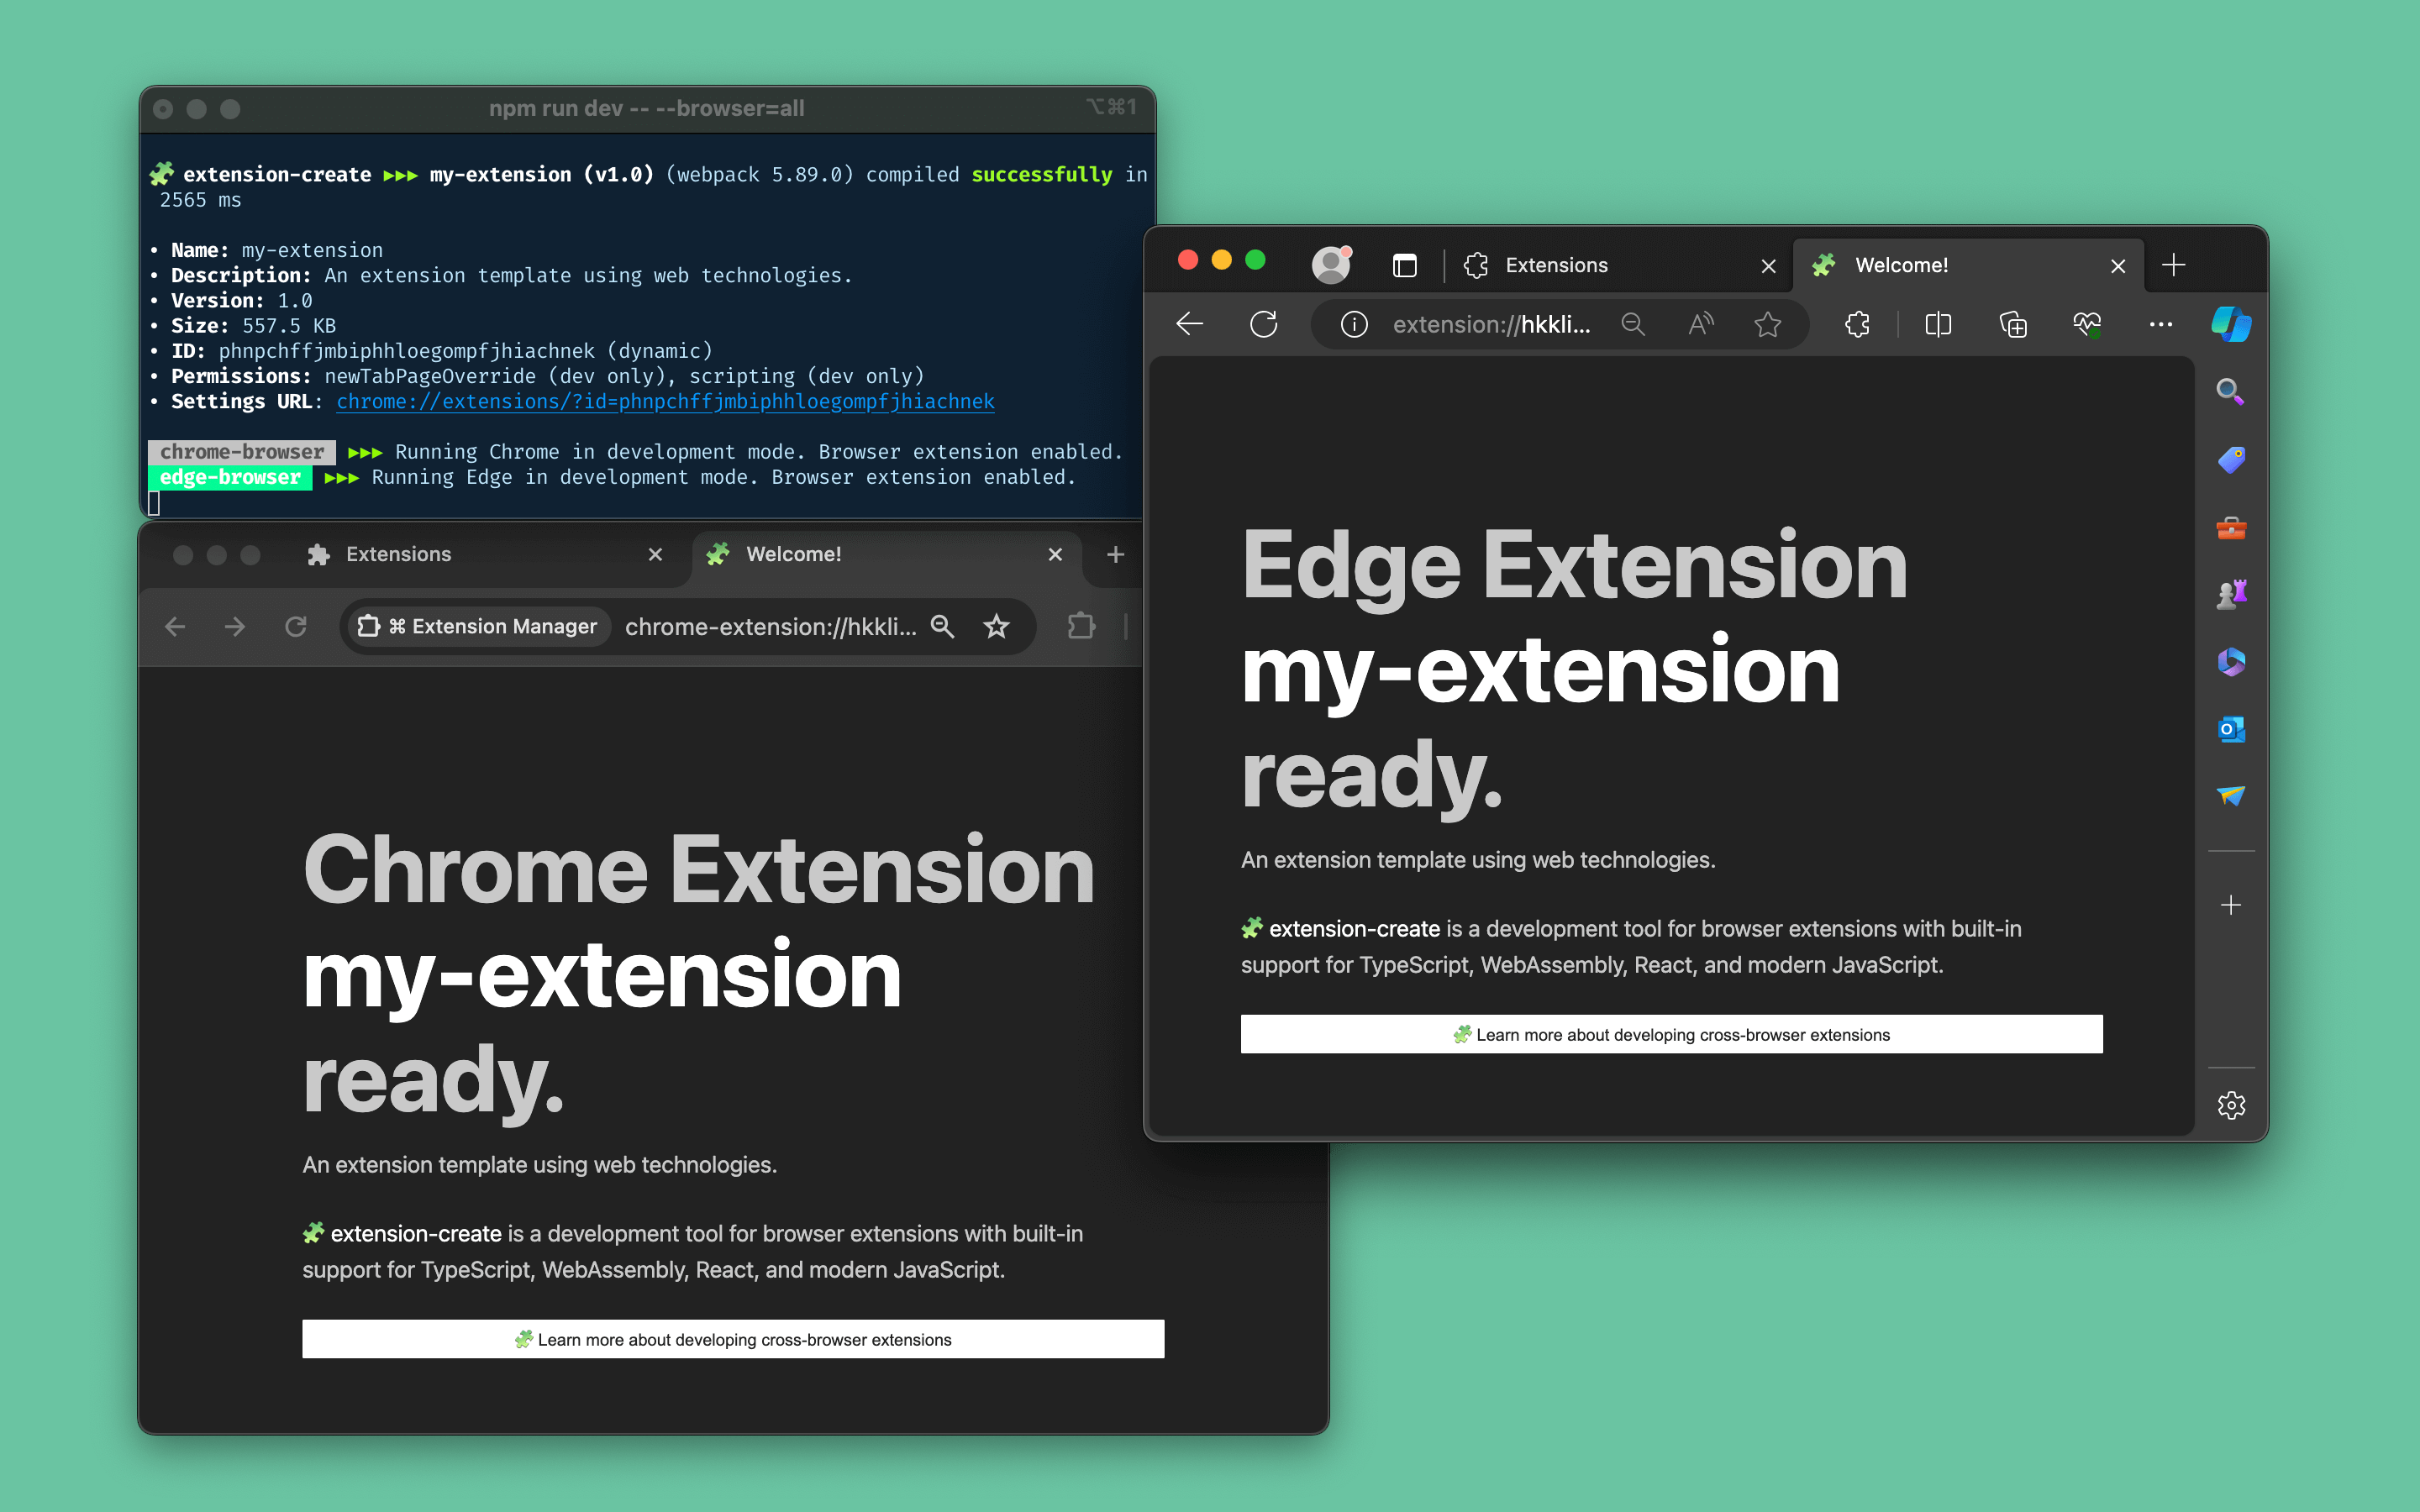 npm run dev -- --browser=all
⌥⌘1
extension-create ▶▶▶ my-extension (v1.0) (webpack 5.89.0) compiled successfully in
2565 ms
• Name: my-extension
• Description: An extension template using web technologies.
• Version: 1.0
• Size: 557.5 KB
• ID: phnpchffjmbiphhloegompfjhiachnek (dynamic)
• Permissions: newTabPageOverride (dev only), scripting (dev only)
• Settings URL: chrome://extensions/?id=phnpchffjmbiphhloegompfjhiachnek
chrome-browser ▶▶▶ Running Chrome in development mode. Browser extension enabled.
edge-browser ▶▶▶ Running Edge in development mode. Browser extension enabled.
Extensions
Welcome!
⌘ Extension Manager
chrome-extension://hkkli...
Chrome Extension
my-extension
ready.
An extension template using web technologies.
extension-create is a development tool for browser extensions with built-in
support for TypeScript, WebAssembly, React, and modern JavaScript.
Learn more about developing cross-browser extensions
Extensions
Welcome!
extension://hkkli...
Edge Extension
my-extension
ready.
An extension template using web technologies.
extension-create is a development tool for browser extensions with built-in
support for TypeScript, WebAssembly, React, and modern JavaScript.
Learn more about developing cross-browser extensions